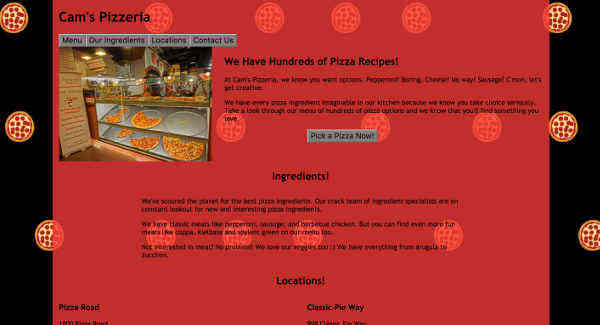 Cam's Pizzeria
Menu Our Ingredients Locations Contact Us
We Have Hundreds of Pizza Recipes!
At Cam's Pizzeria, we know you want options. Pepperoni? Boring. Cheese? No way! Sausage? C'mon, let's
get creative.
We have every pizza ingredient imaginable in our kitchen because we know you take choice seriously.
Take a look through our menu of hundreds of pizza options and we know that you'll find something you
love.
Pick a Pizza Now!
Ingredients!
We've scoured the planet for the best pizza ingredients. Our crack team of ingredient specialists are on
constant lookout for new and interesting pizza ingredients.
We have classic meats like pepperoni, sausage, and barbecue chicken. But you can find even more fun
meats like coppa, kielbasa and soylent green on our menu too.
Not interested in meat? No problem! We love our veggies too :) We have everything from arugula to
zucchini.
Locations!
Pizza Road
Classic Pie Way